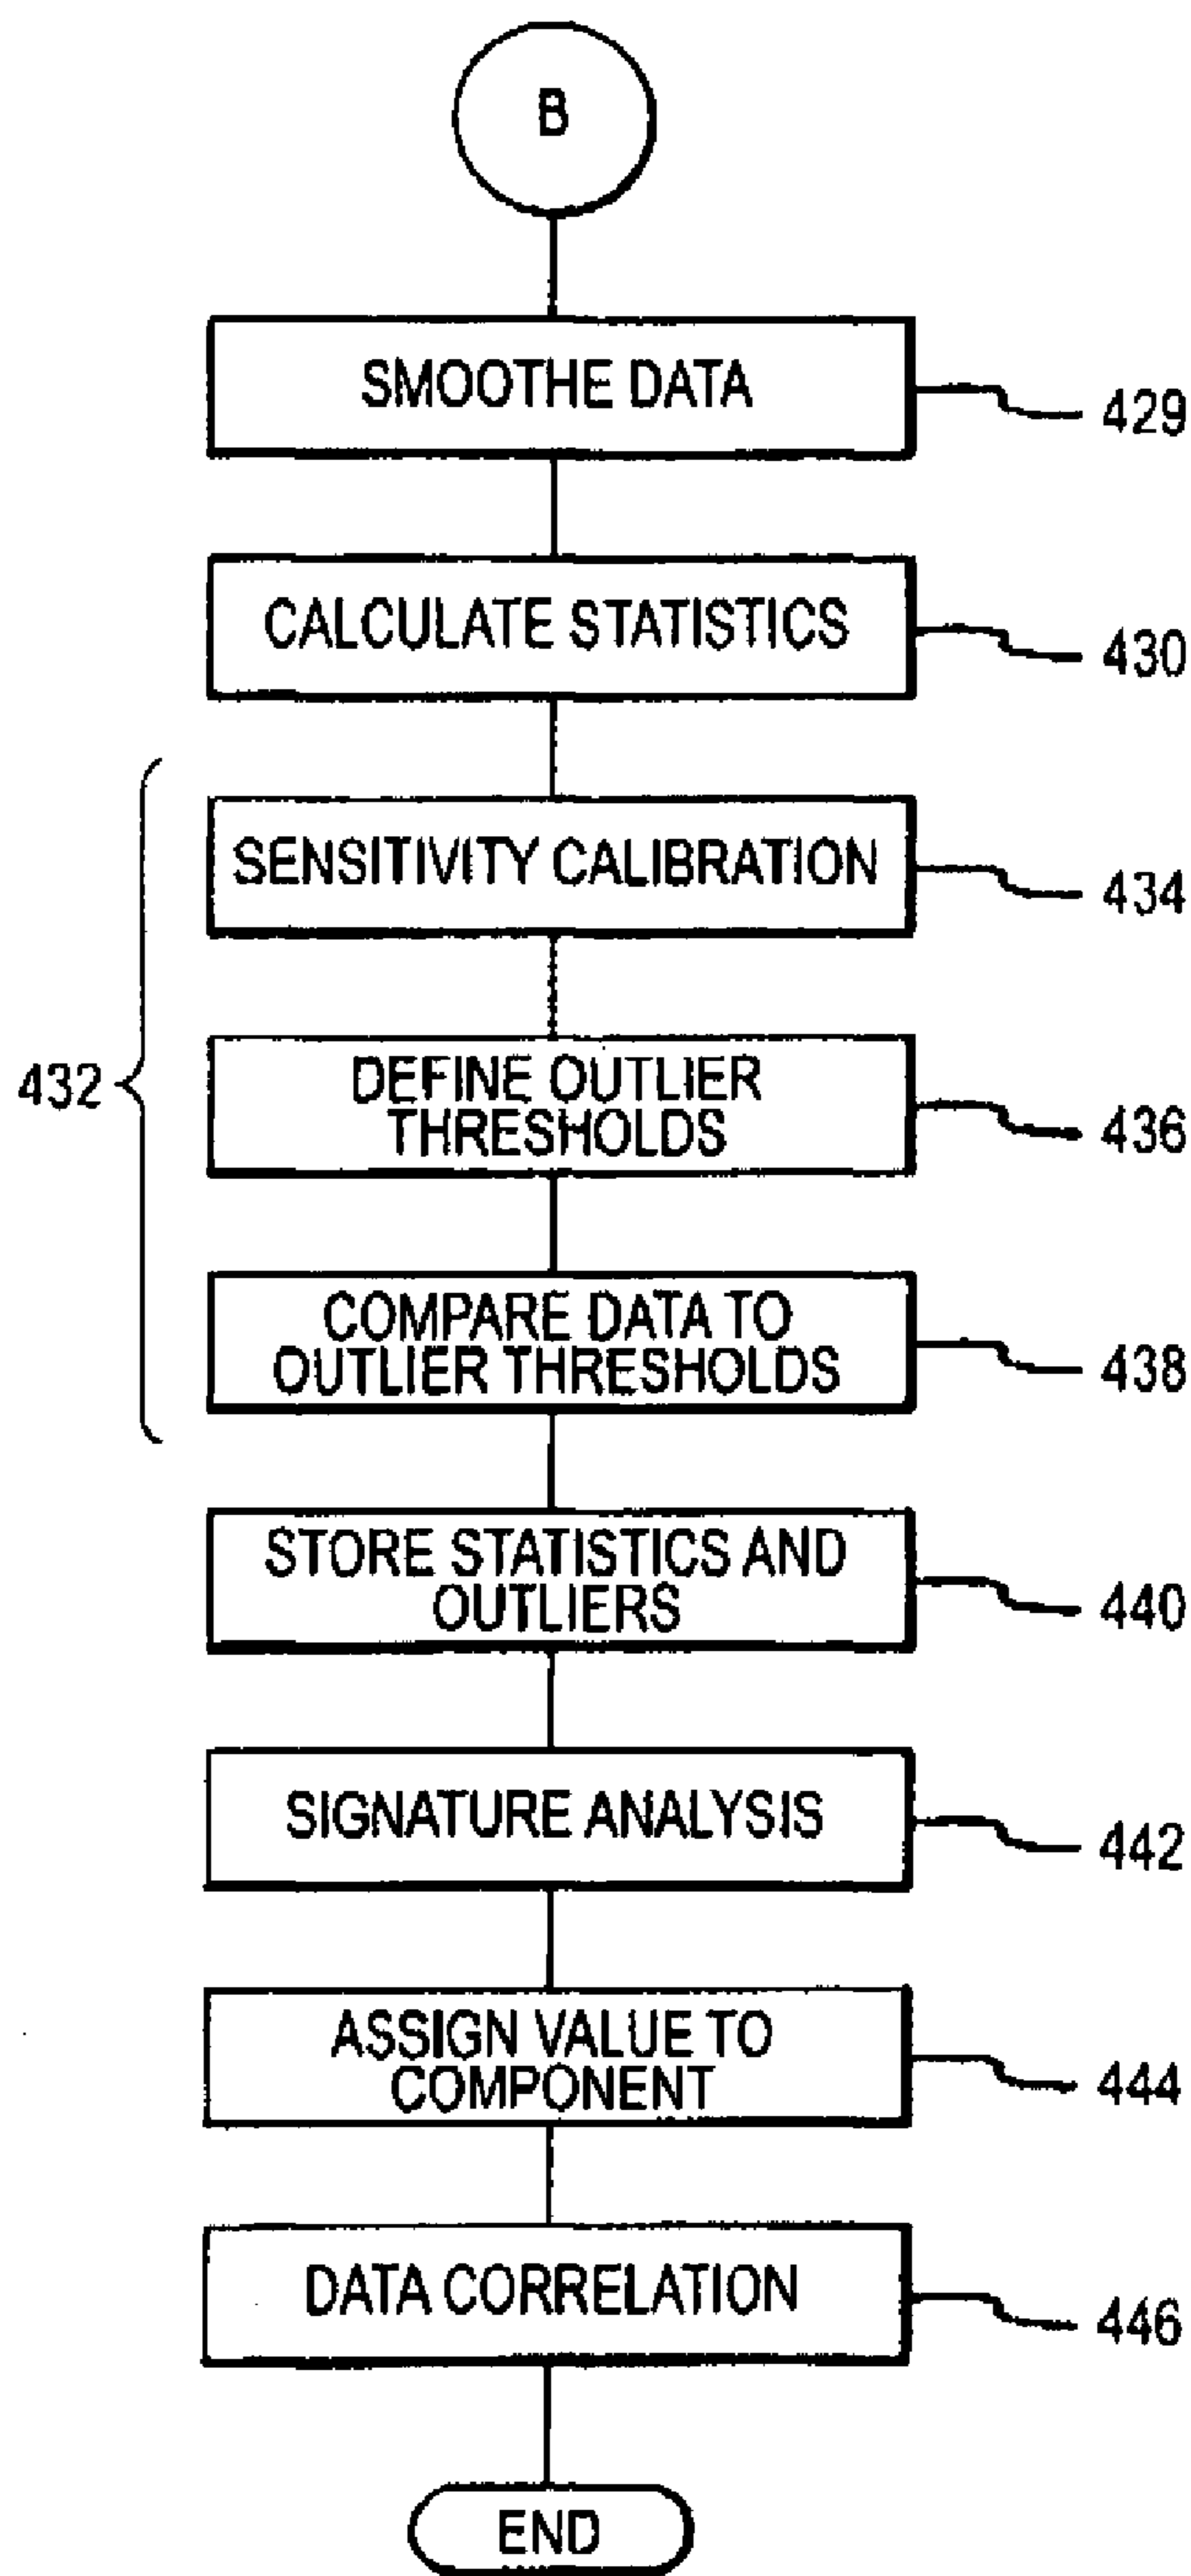 B
SMOOTHE DATA
429
CALCULATE STATISTICS
430
SENSITIVITY CALIBRATION
434
432
DEFINE OUTLIER
THRESHOLDS
436
COMPARE DATA TO
OUTLIER THRESHOLDS
438
STORE STATISTICS AND
OUTLIERS
440
SIGNATURE ANALYSIS
442
ASSIGN VALUE TO
COMPONENT
444
DATA CORRELATION
446
END